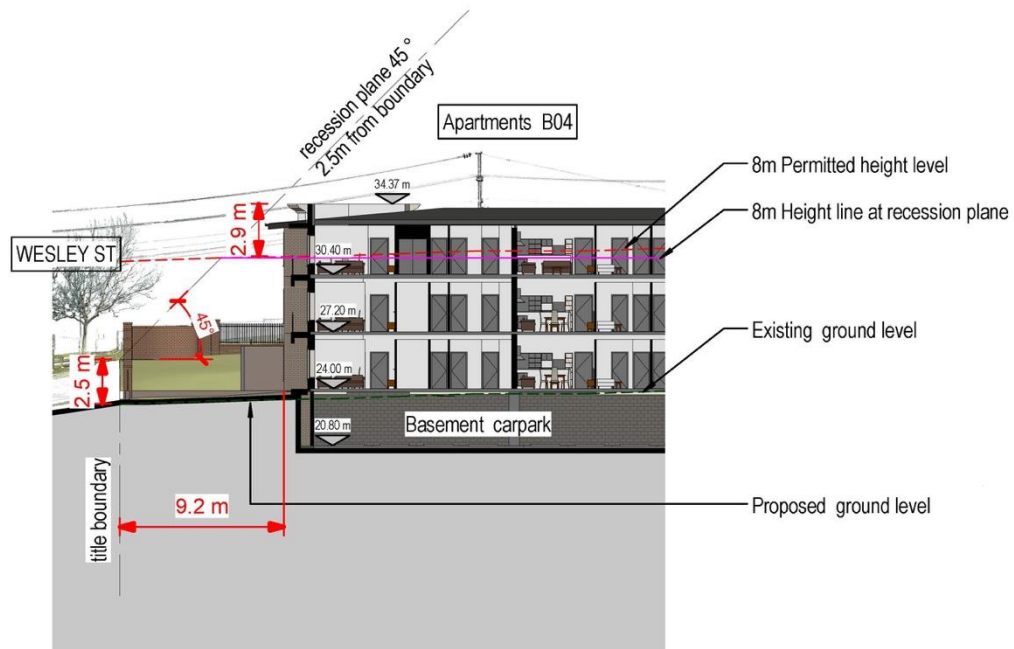 recession plane 45 °
2.5m from boundary
Apartments B04
8m Permitted height level
34.37 m
8m Height line at recession plane
2.9 m
WESLEY ST
30.40 m
45°
27.20 m
Existing ground level
2.5 m
24.00 m
20.80 m
Basement carpark
9.2 m
title boundary
Proposed ground level